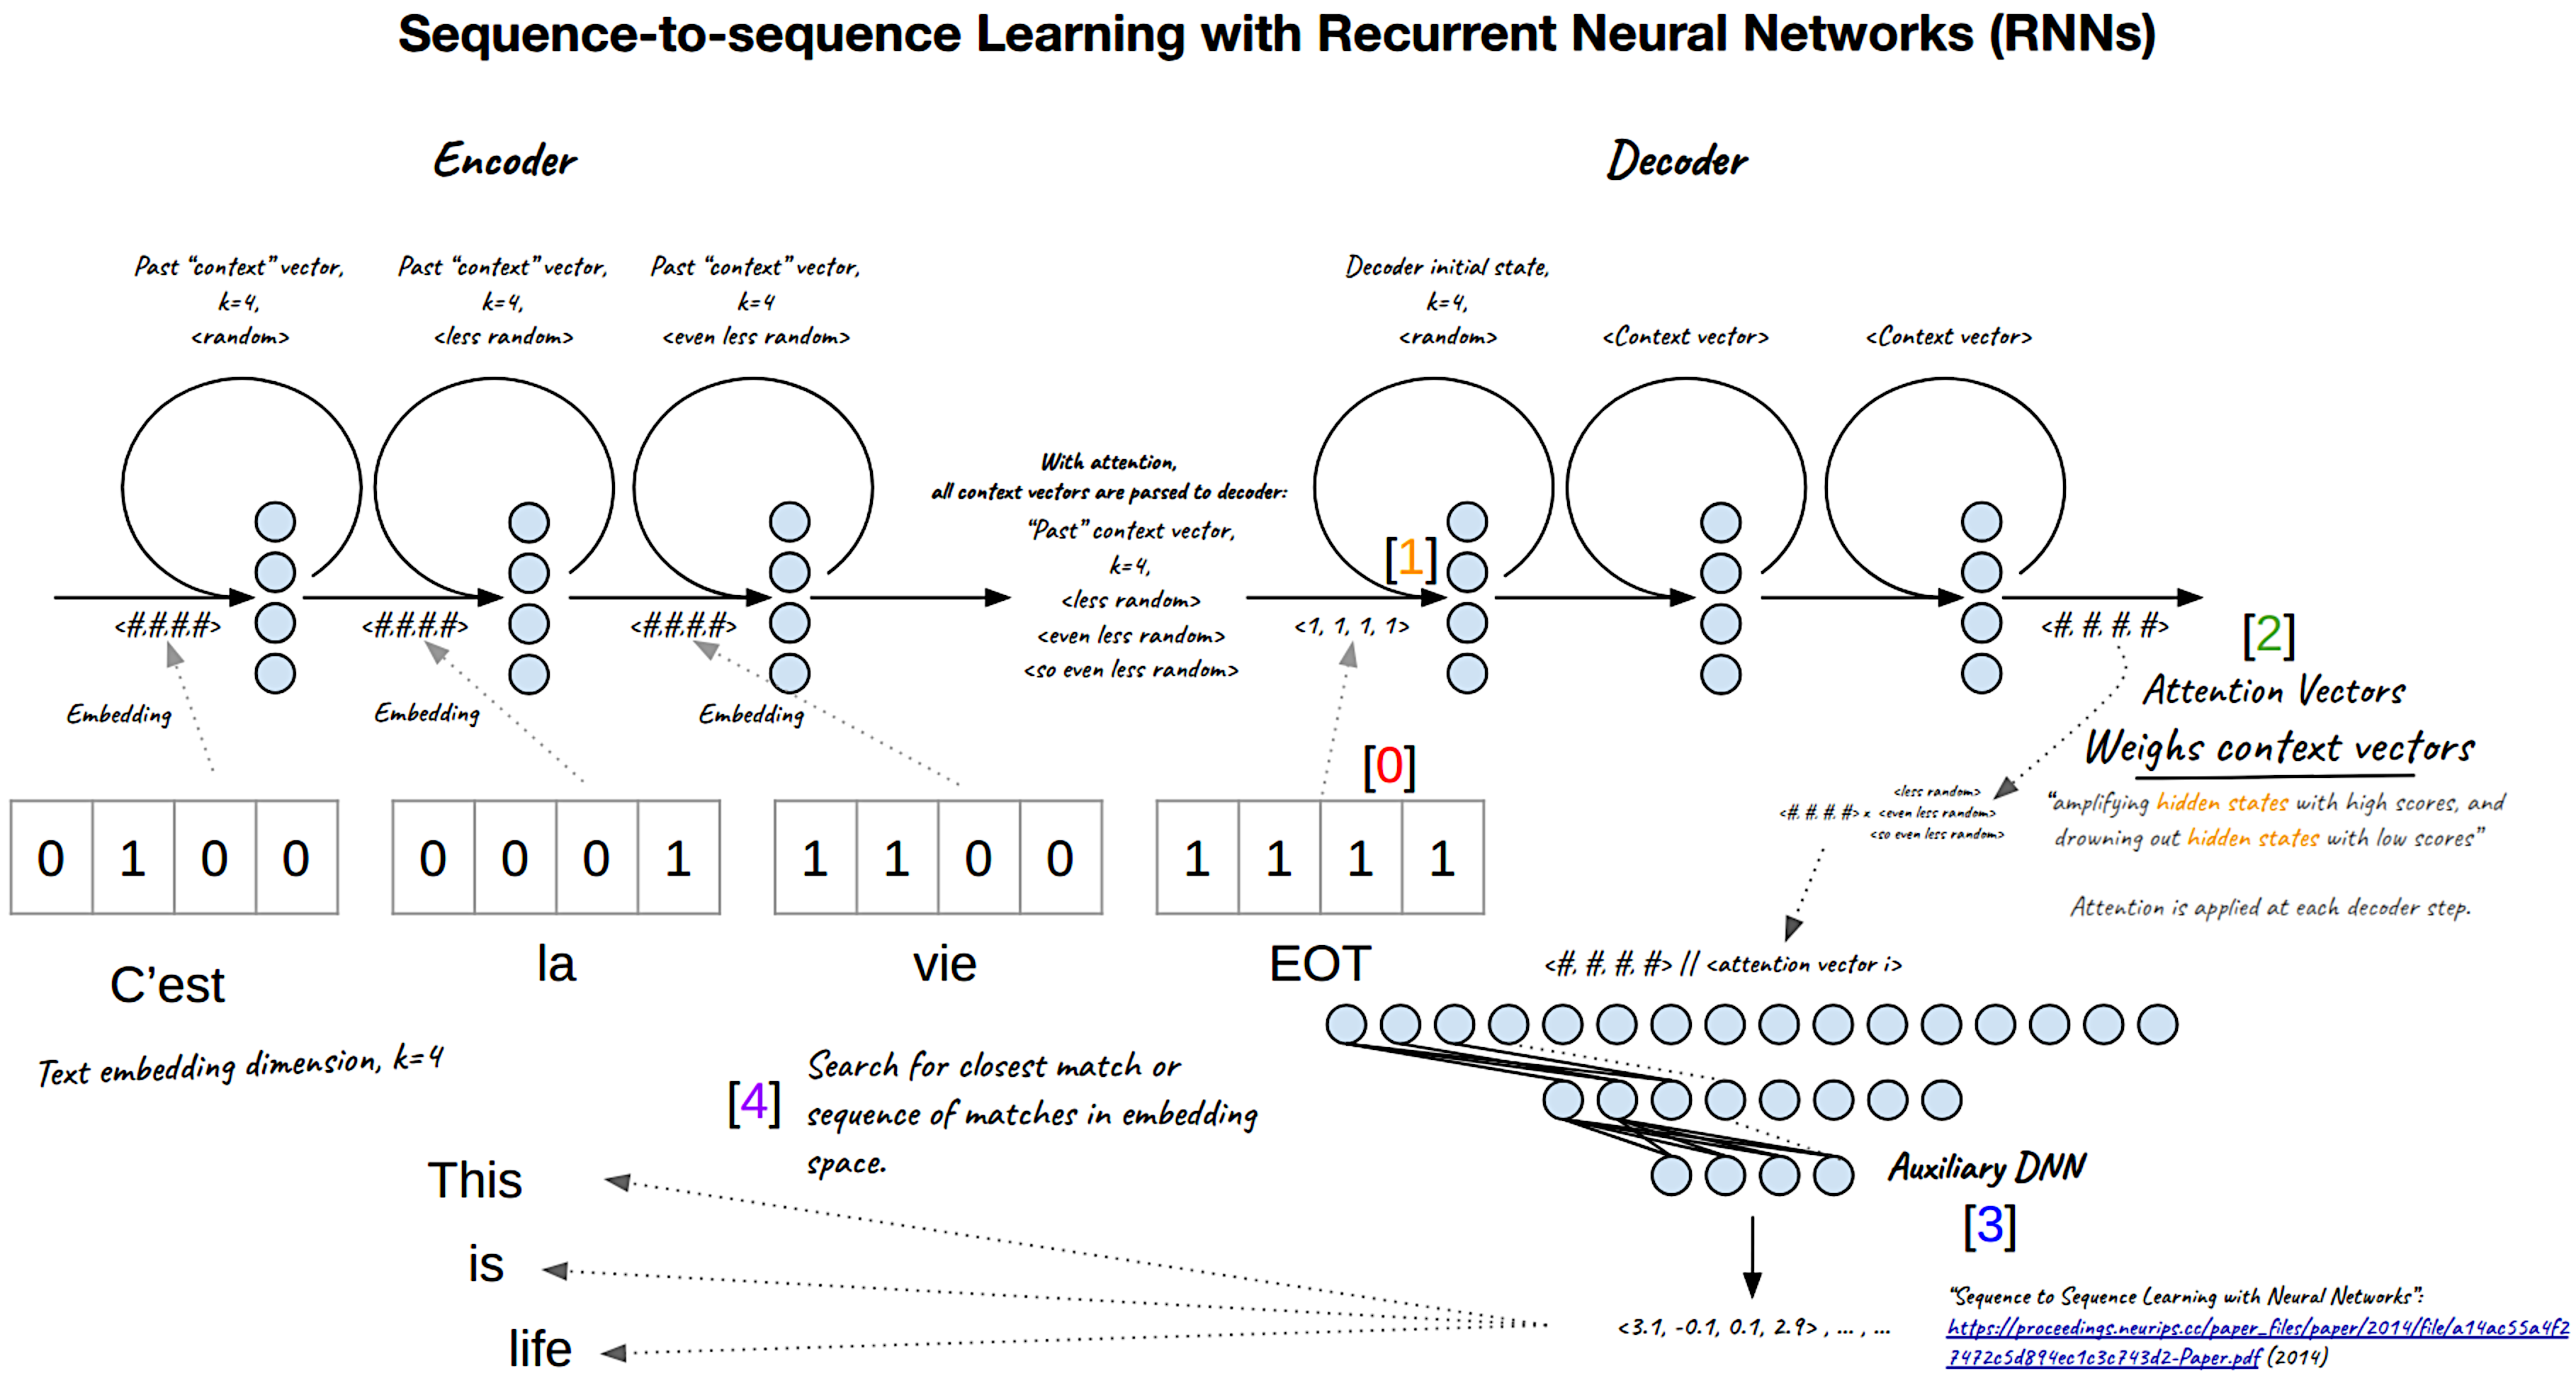 Sequence-to-sequence Learning with Recurrent Neural Networks (RNNs)
Encoder
Decoder
Past “context” vector,
k=4,
<random>
Past “context” vector,
k=4,
<less random>
Past “context” vector,
k=4
<even less random>
Decoder initial state,
k=4,
<random>
<Context vector>
<Context vector>
With attention,
all context vectors are passed to decoder:
“Past” context vector,
k=4,
<less random>
<even less random>
<so even less random>
[1]
<#.#.#.#>
<#.#.#.#>
<#.#.#.#>
<1, 1, 1, 1>
<#. #. #. #>
[2]
Attention Vectors
Weighs context vectors
“amplifying hidden states with high scores, and
drowning out hidden states with low scores”
Attention is applied at each decoder step.
Embedding
Embedding
Embedding
[0]
0 1 0 0
0 0 0 1
1 1 0 0
1 1 1 1
C’est
la
vie
EOT
<less random>
<#. #. #. #> x <even less random>
<so even less random>
<#. #. #. #> // <attention vector i>
Text embedding dimension, k=4
[4]
Search for closest match or
sequence of matches in embedding
space.
This
is
life
Auxiliary DNN
[3]
<3.1, -0.1, 0.1, 2.9> , ... , ...
“Sequence to Sequence Learning with Neural Networks”:
https://proceedings.neurips.cc/paper_files/paper/2014/file/a14ac55a4f2
7472c5d894ec1c3c743d2-Paper.pdf (2014)